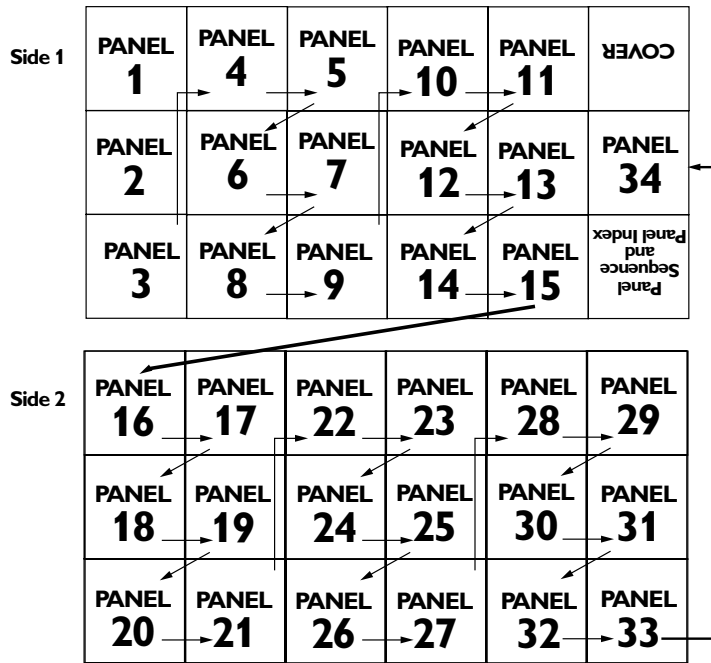 Side 1
PANEL
1
PANEL
4
PANEL
5
PANEL
10
PANEL
11
COVER
PANEL
2
PANEL
6
PANEL
7
PANEL
12
PANEL
13
PANEL
34
PANEL
3
PANEL
8
PANEL
9
PANEL
14
PANEL
15
Panel
Sequence
and
Panel Index
Side 2
PANEL
16
PANEL
17
PANEL
22
PANEL
23
PANEL
28
PANEL
29
PANEL
18
PANEL
19
PANEL
24
PANEL
25
PANEL
30
PANEL
31
PANEL
20
PANEL
21
PANEL
26
PANEL
27
PANEL
32
PANEL
33